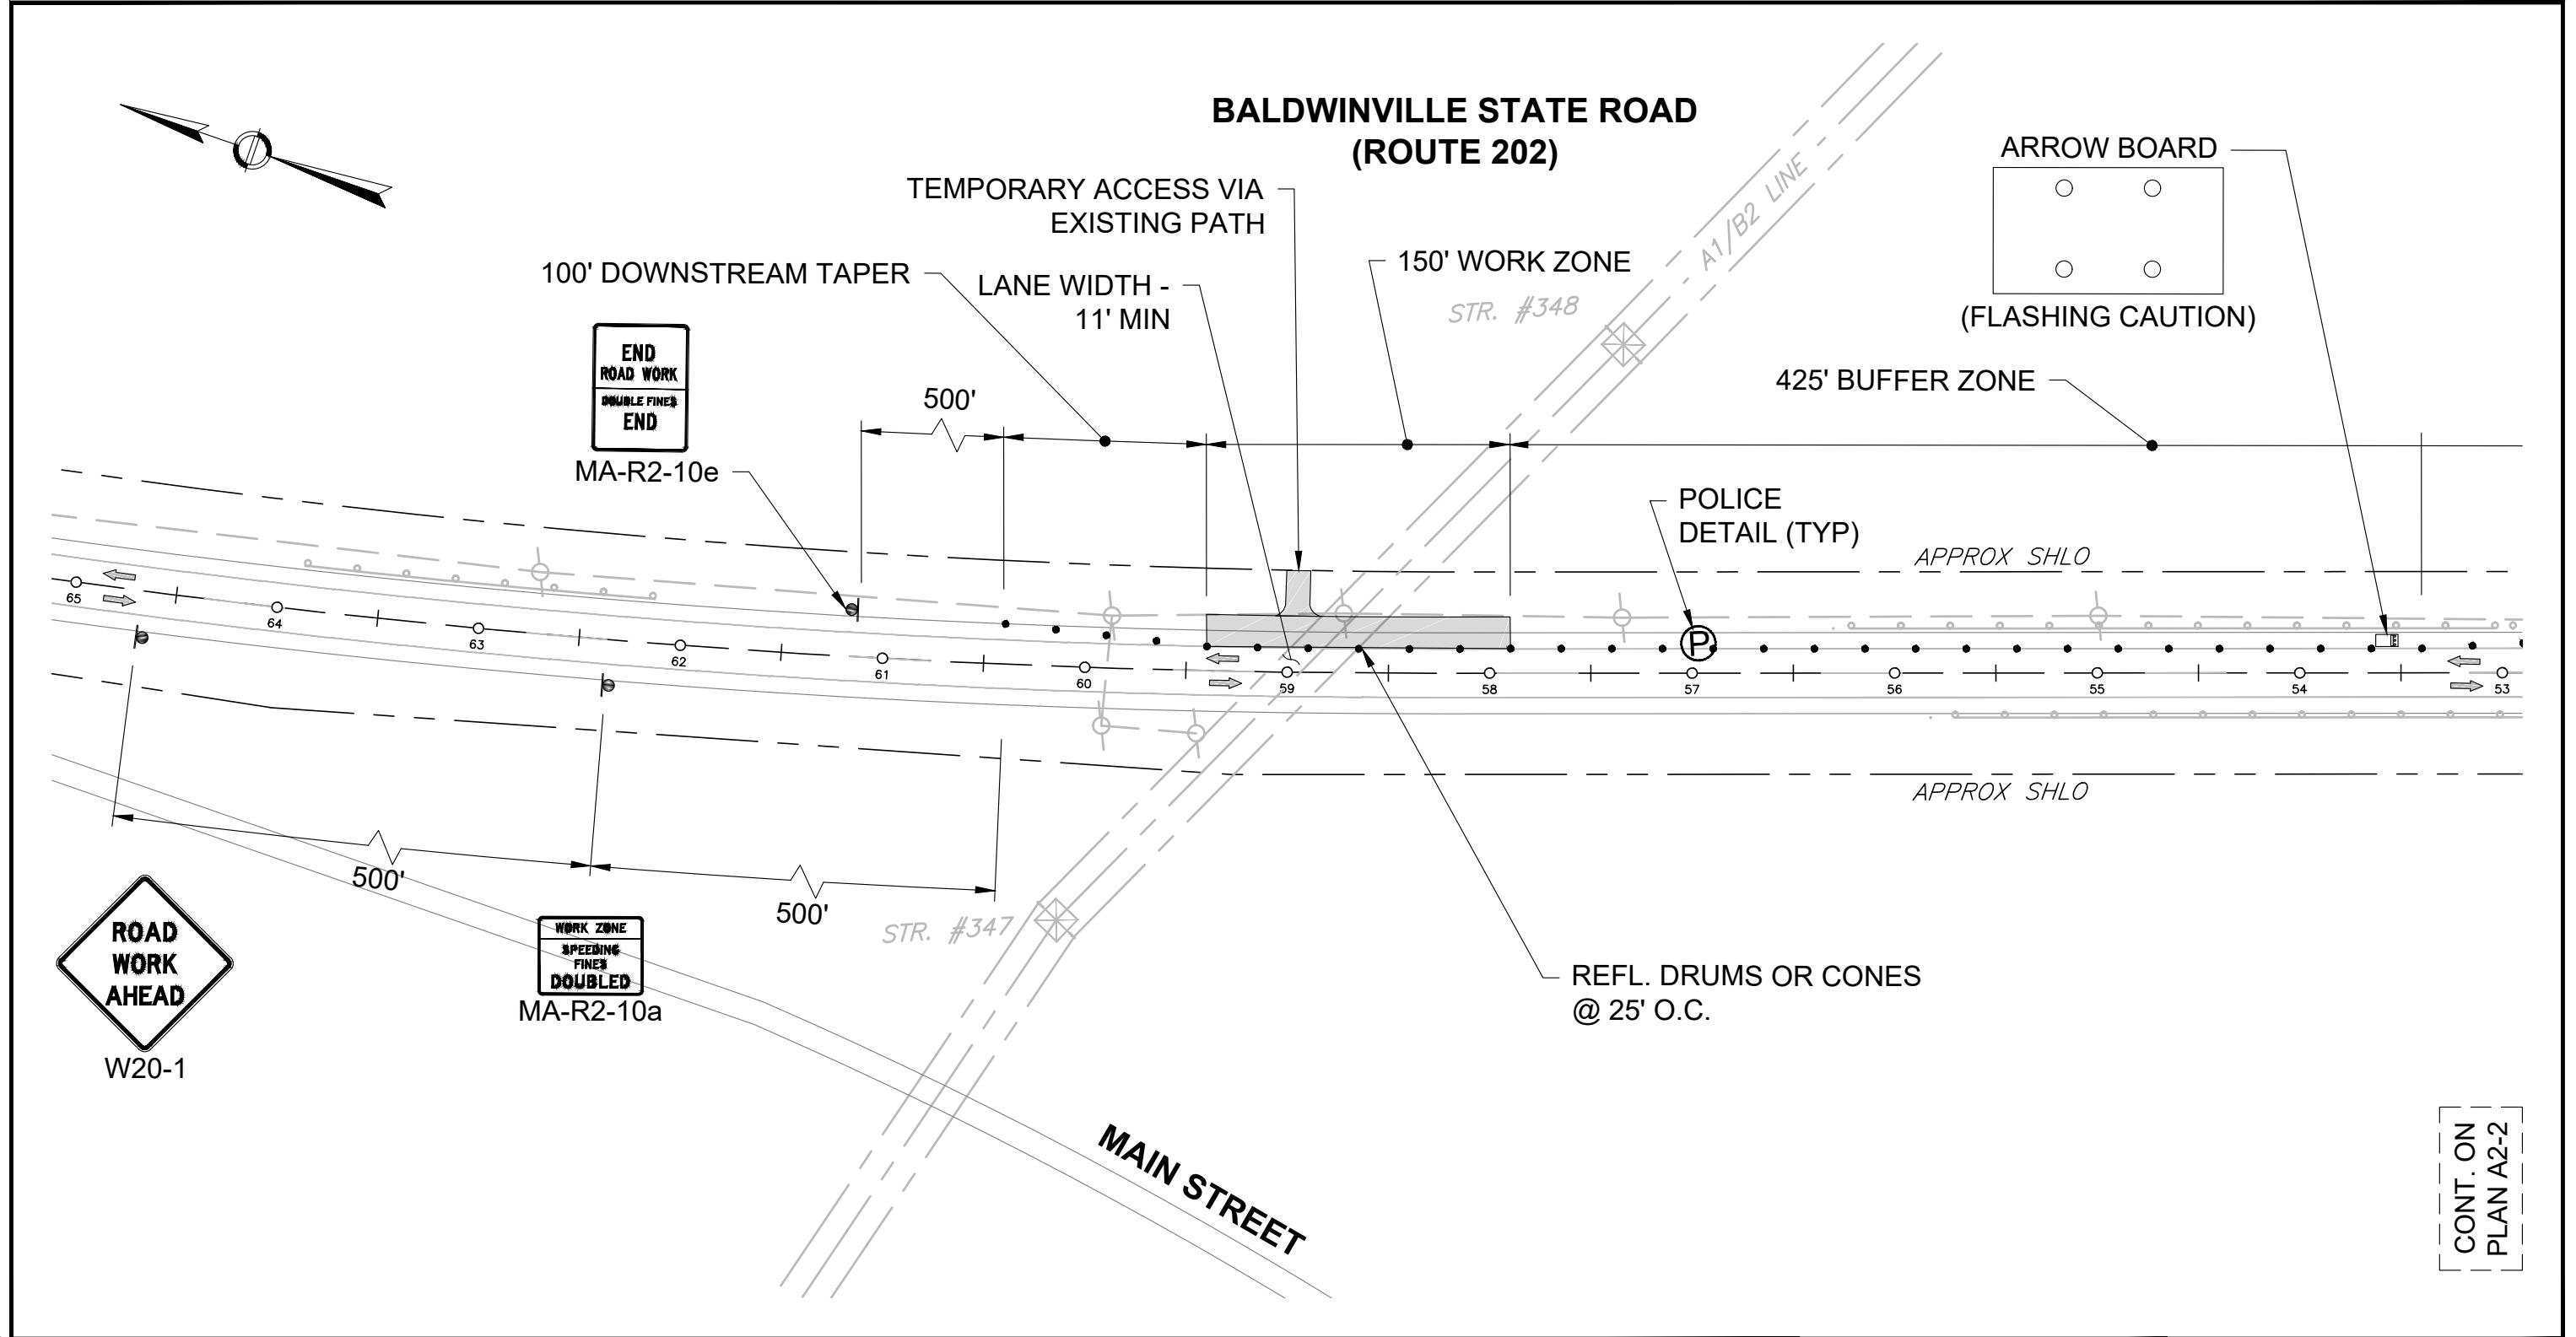 BALDWINVILLE STATE ROAD
(ROUTE 202)
ARROW BOARD
(FLASHING CAUTION)
TEMPORARY ACCESS VIA
EXISTING PATH
A1/B2 LINE
100' DOWNSTREAM TAPER
LANE WIDTH -
11' MIN
150' WORK ZONE
STR. #348
425' BUFFER ZONE
END
ROAD WORK
DOUBLE FINES
END
MA-R2-10e
500'
POLICE
DETAIL (TYP)
P
APPROX SHLO
65
64
63
62
61
60
59
58
57
56
55
54
53
APPROX SHLO
500'
500'
STR. #347
ROAD
WORK
AHEAD
W20-1
WORK ZONE
SPEEDING
FINES
DOUBLED
MA-R2-10a
REFL. DRUMS OR CONES
@ 25' O.C.
MAIN STREET
CONT. ON
PLAN A2-2